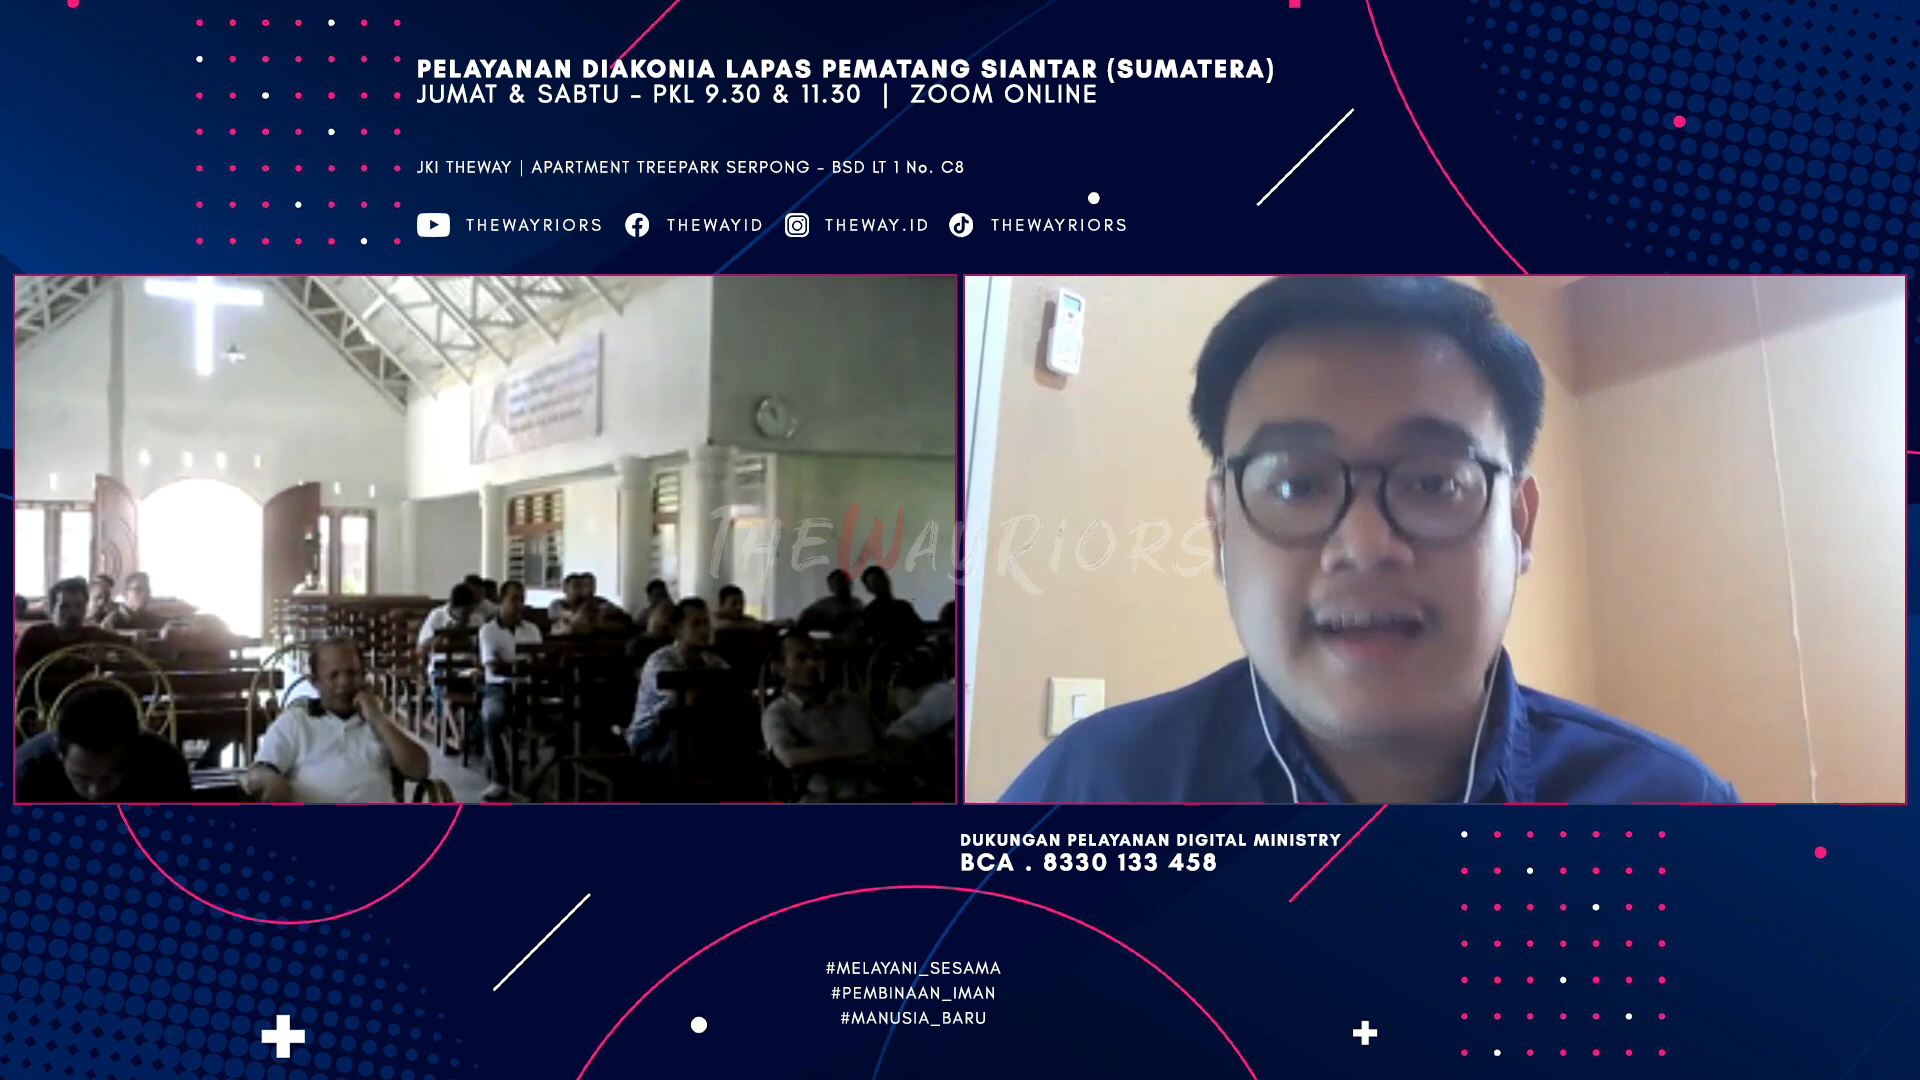 PELAYANAN DIAKONIA LAPAS PEMATANG SIANTAR (SUMATERA)
JUMAT & SABTU - PKL 9.30 & 11.30 | ZOOM ONLINE
JKI THEWAY | APARTMENT TREEPARK SERPONG - BSD LT 1 No. C8
THEWAYRIORS THEWAYID THEWAY.ID THEWAYRIORS
THEWAYRIORS
DUKUNGAN PELAYANAN DIGITAL MINISTRY
BCA . 8330 133 458
#MELAYANI_SESAMA
#PEMBINAAN_IMAN
#MANUSIA_BARU